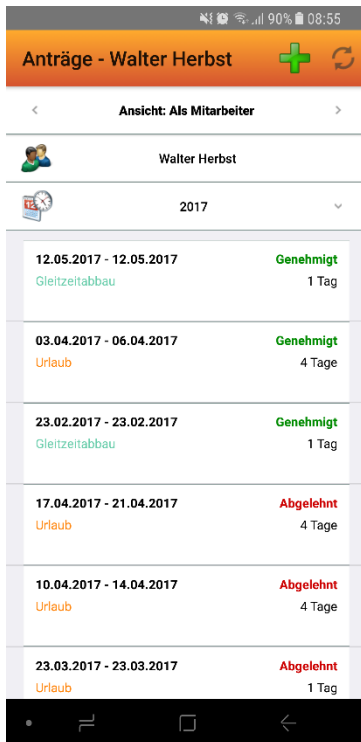 90% 08:55
Anträge - Walter Herbst
Ansicht: Als Mitarbeiter
Walter Herbst
2017
12.05.2017 - 12.05.2017 Genehmigt
Gleitzeitabbau 1 Tag
03.04.2017 - 06.04.2017 Genehmigt
Urlaub 4 Tage
23.02.2017 - 23.02.2017 Genehmigt
Gleitzeitabbau 1 Tag
17.04.2017 - 21.04.2017 Abgelehnt
Urlaub 4 Tage
10.04.2017 - 14.04.2017 Abgelehnt
Urlaub 4 Tage
23.03.2017 - 23.03.2017 Abgelehnt
Urlaub 1 Tag